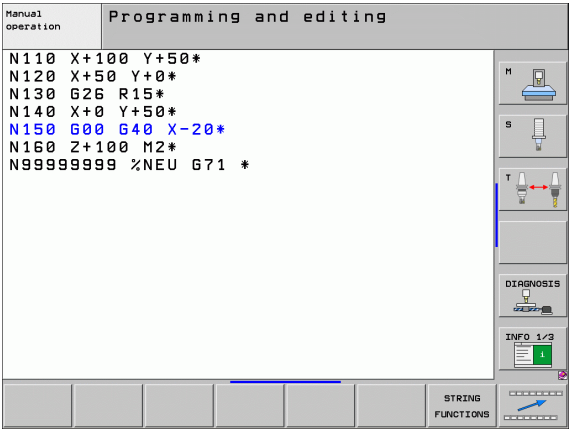 Manual
operation
Programming and editing
N110 X+100 Y+50*
N120 X+50 Y+0*
N130 G26 R15*
N140 X+0 Y+50*
N150 G00 G40 X-20*
N160 Z+100 M2*
N99999999 %NEU G71 *
M
S
T
DIAGNOSIS
INFO 1/3
i
STRING
FUNCTIONS